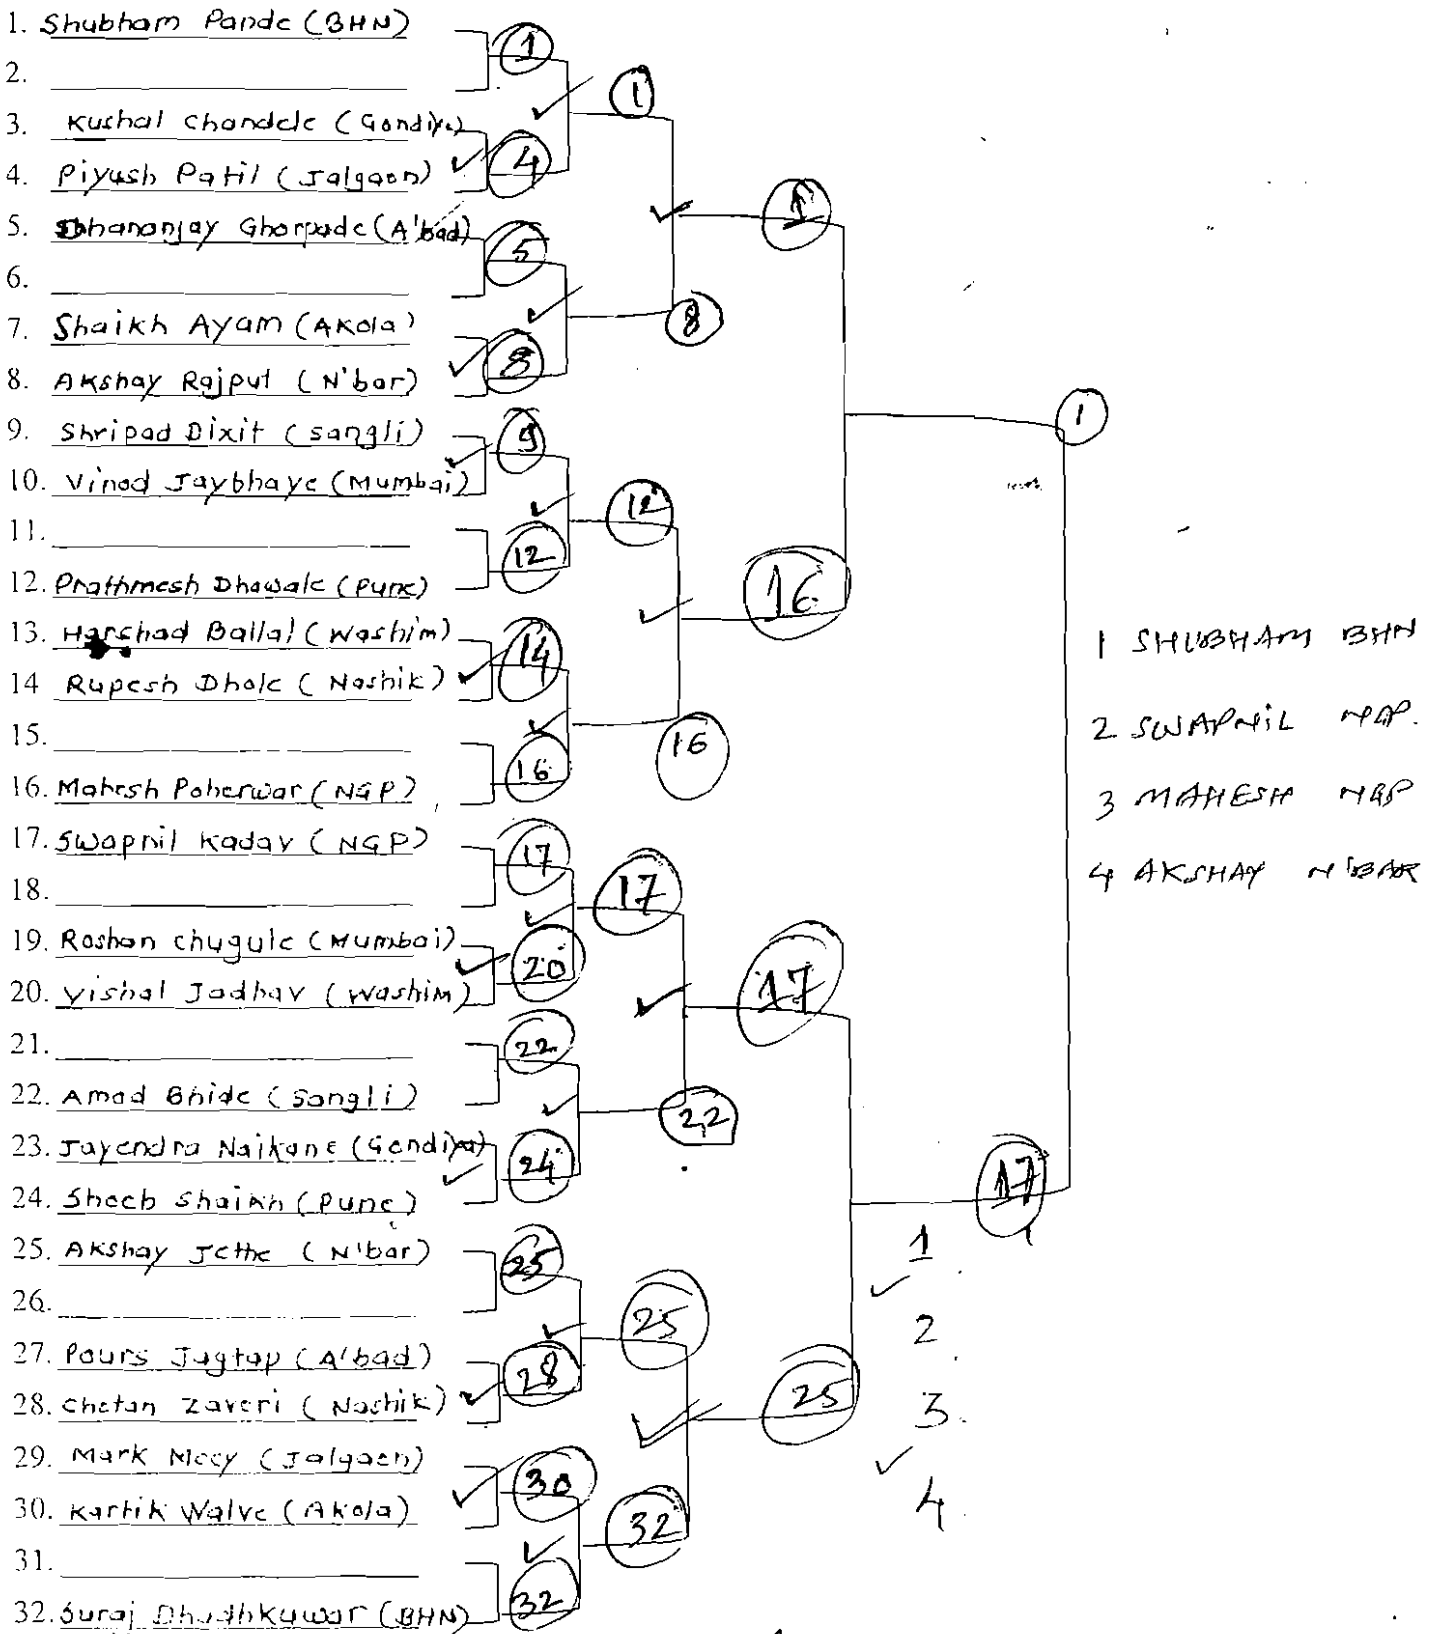 1. Shubham Pande (BHN)
2.
3. Kushal Chandele (Gondiya)
4. Piyush Patil (Jalgaon)
5. Dhananjay Ghorpade (A'bad)
6.
7. Shaikh Ayam (Akola)
8. Akshay Rajput (N'bar)
9. Shripad Dixit (Sangli)
10. Vinod Jaybhaye (Mumbai)
11.
12. Prathmesh Dhawale (Pune)
13. Harshad Ballal (Washim)
14 Rupesh Dhole (Nashik)
15.
16. Mahesh Poherwar (NGP)
17. Swapnil Kadav (NGP)
18.
19. Roshan Chugule (Mumbai)
20. Vishal Jadhav (Washim)
21.
22. Amod Bhide (Sangli)
23. Jayendra Naikane (Gondiya)
24. Sheeb Shaikh (Pune)
25. Akshay Jethe (N'bar)
26.
27. Pours Jagtap (A'bad)
28. Chetan Zaveri (Nashik)
29. Mark Mecy (Jalgaon)
30. Kartik Walve (Akola)
31.
32. Suraj Dhudhkuwar (BHN)
1
4
5
8
9
12
14
16
17
20
22
24
25
28
30
32
1
8
12
16
17
22
25
32
1
16
17
25
1
17
1 SHUBHAM BHN
2 SWAPNIL NGP.
3 MAHESH NGP
4 AKSHAY N'BAR
1
2
3.
4